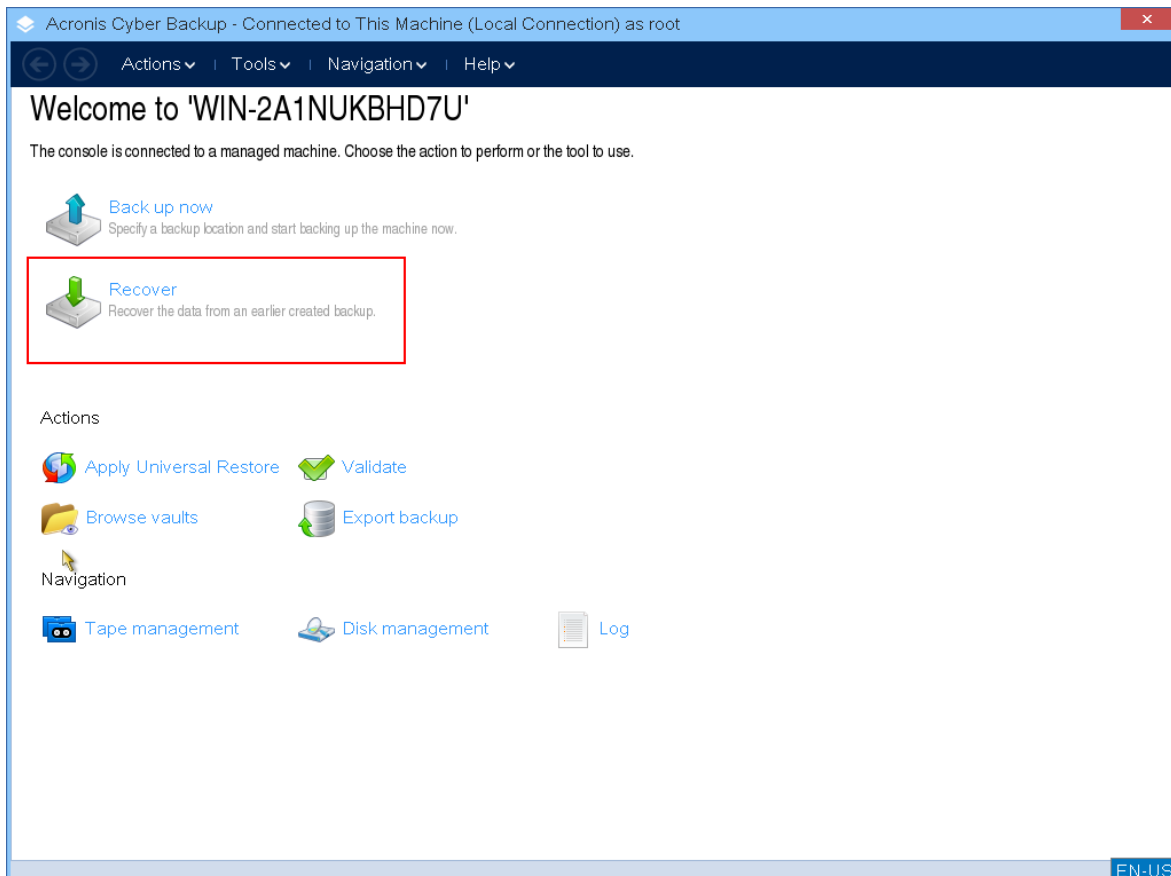 Acronis Cyber Backup - Connected to This Machine (Local Connection) as root
Actions Tools Navigation Help
Welcome to 'WIN-2A1NUKBHD7U'
The console is connected to a managed machine. Choose the action to perform or the tool to use.
Back up now
Specify a backup location and start backing up the machine now.
Recover
Recover the data from an earlier created backup.
Actions
Apply Universal Restore Validate
Browse vaults Export backup
Navigation
Tape management Disk management Log
EN-US